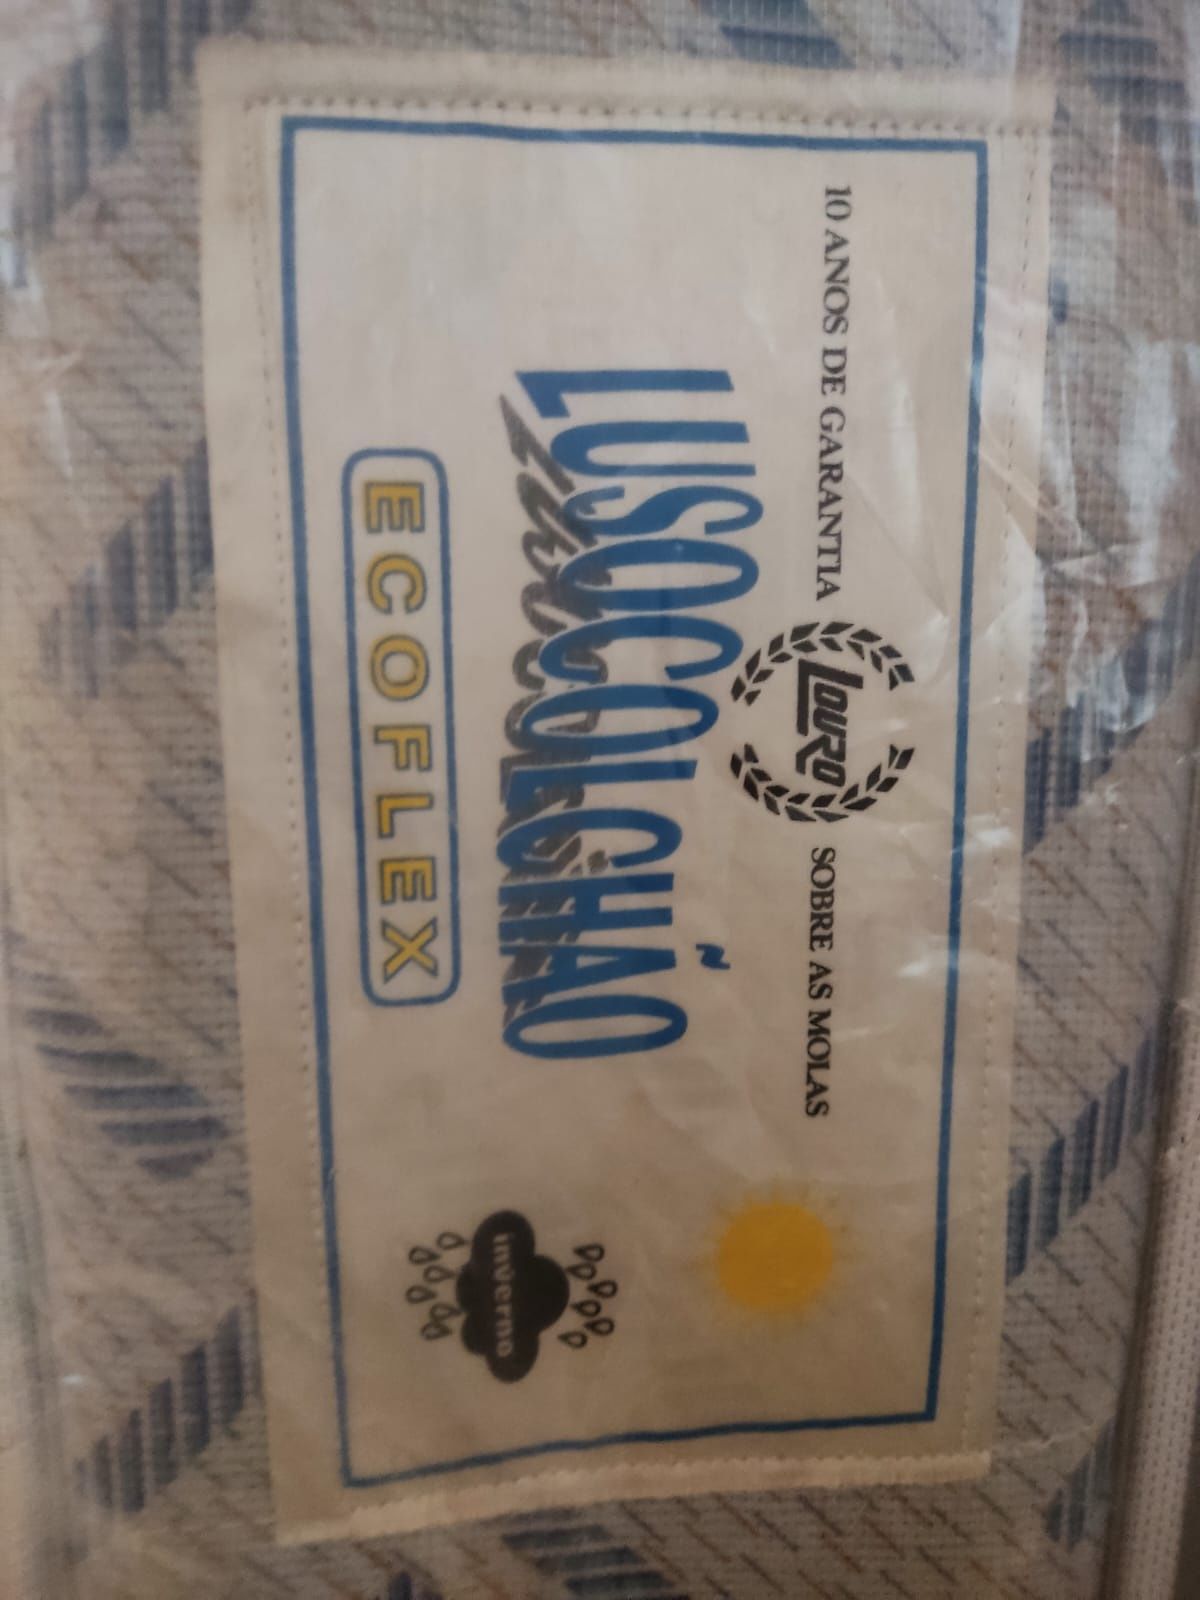 10 ANOS DE GARANTIA LOURO SOBRE AS MOLAS
LUSOCOLCHÃO
ECOFLEX
inverno